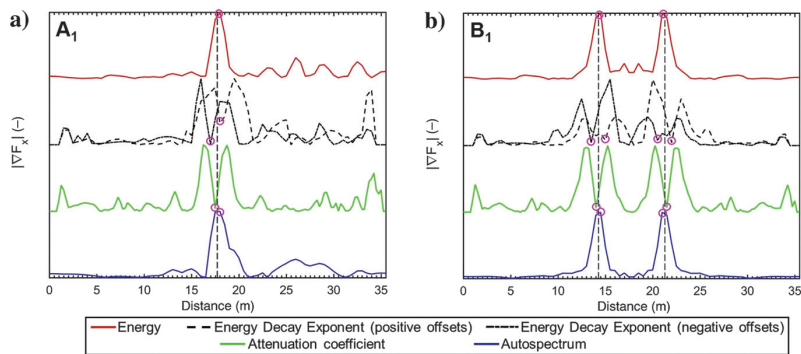 a)
A1
|∇Fx| (–)
0 5 10 15 20 25 30 35
Distance (m)
b)
B1
|∇Fx| (–)
0 5 10 15 20 25 30 35
Distance (m)
Energy
Energy Decay Exponent (positive offsets)
Energy Decay Exponent (negative offsets)
Attenuation coefficient
Autospectrum